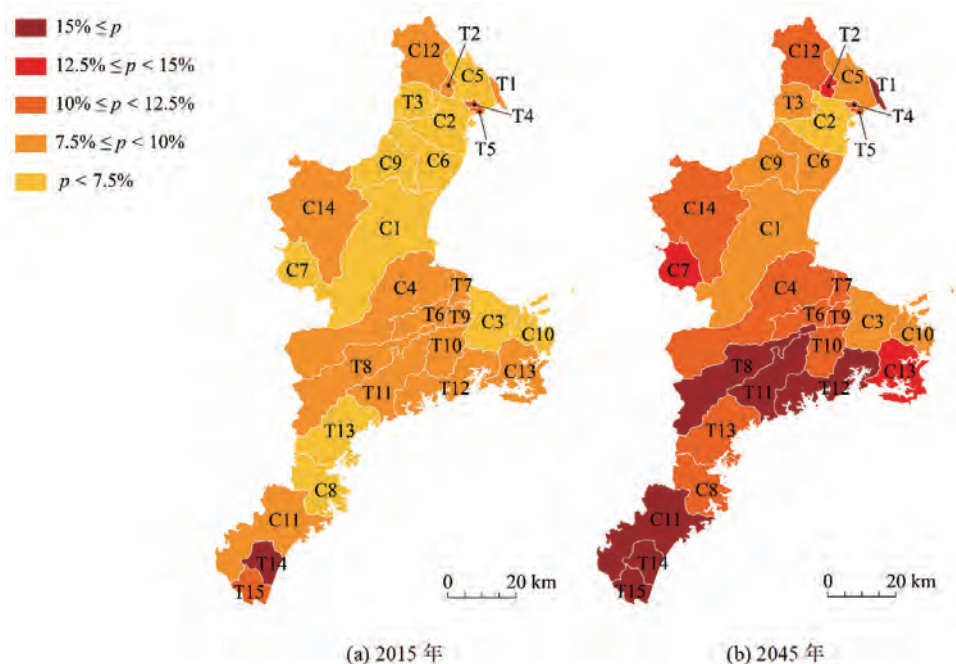 15% ≤ p
12.5% ≤ p < 15%
10% ≤ p < 12.5%
7.5% ≤ p < 10%
p < 7.5%
T2
C12
C5
T1
T3
T4
C2
T5
C9
C6
C14
C1
C7
C4
T7
T6
T9
C3
C10
T10
T8
C13
T11
T12
T13
C8
C11
T14
T15
0
20 km
(a) 2015 年
T2
C12
C5
T1
T3
T4
C2
T5
C9
C6
C14
C1
C7
C4
T7
T6
T9
C3
C10
T10
T8
C13
T11
T12
T13
C8
C11
T14
T15
0
20 km
(b) 2045 年